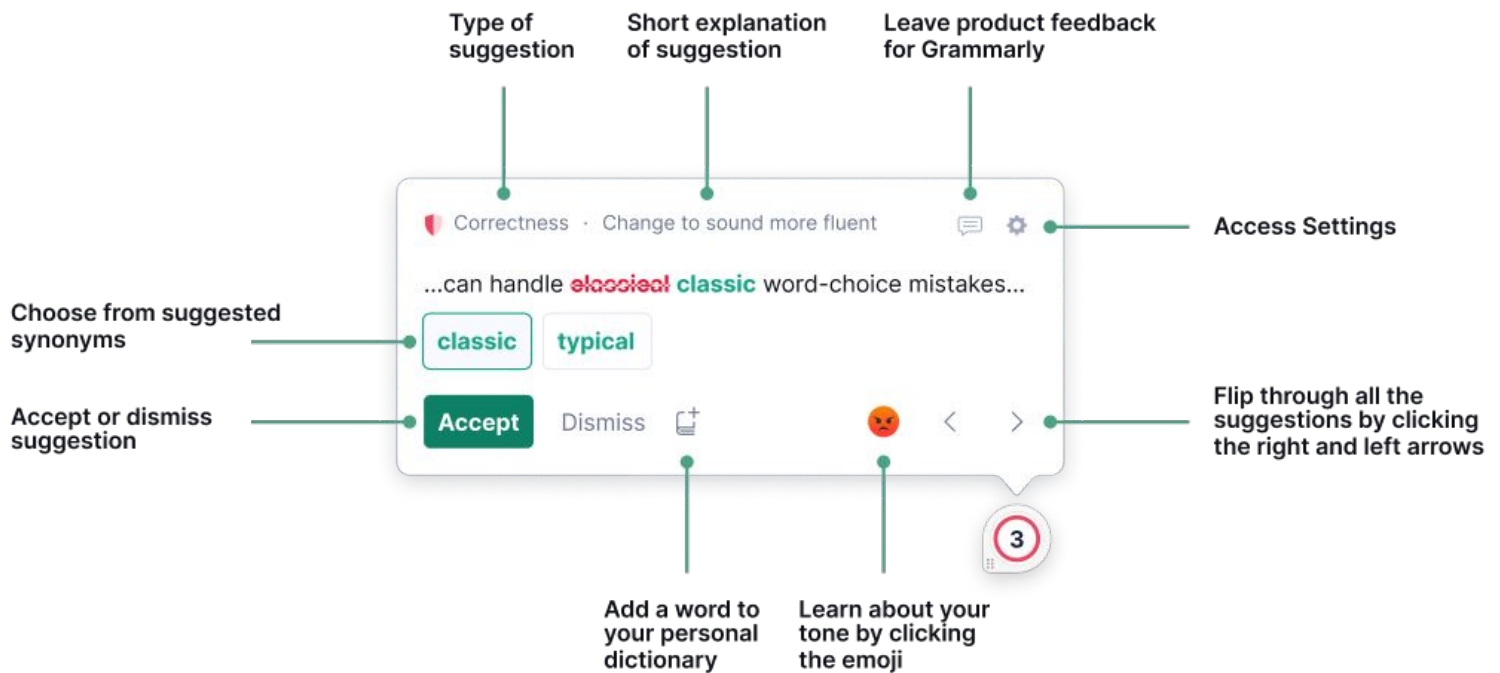 Type of
suggestion
Short explanation
of suggestion
Leave product feedback
for Grammarly
Correctness · Change to sound more fluent
Access Settings
...can handle classical classic word-choice mistakes...
Choose from suggested
synonyms
classic typical
Accept or dismiss
suggestion
Accept Dismiss
Flip through all the
suggestions by clicking
the right and left arrows
3
Add a word to
your personal
dictionary
Learn about your
tone by clicking
the emoji